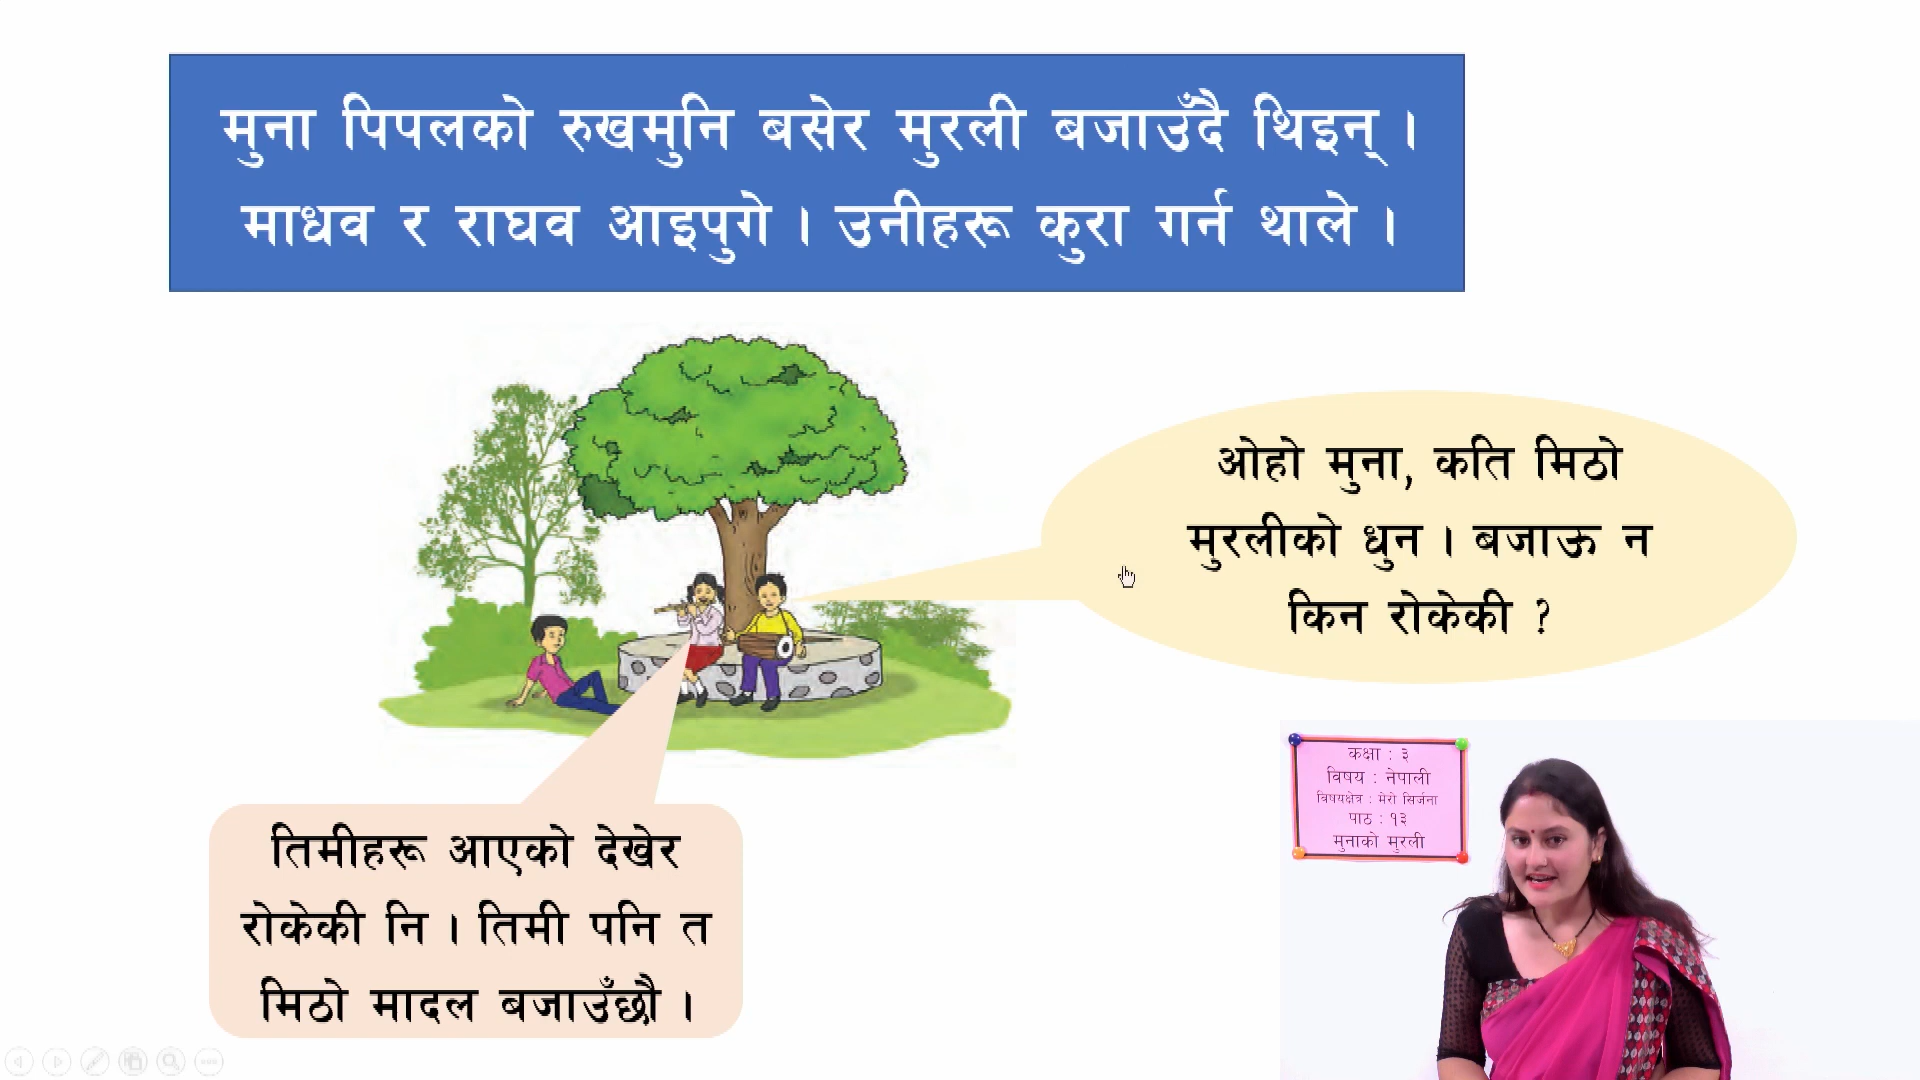 मुना पिपलको रुखमुनि बसेर मुरली बजाउँदै थिइन् ।
माधव र राघव आइपुगे । उनीहरू कुरा गर्न थाले ।
ओहो मुना, कति मिठो
मुरलीको धुन । बजाऊ न
किन रोकेकी ?
तिमीहरू आएको देखेर
रोकेकी नि । तिमी पनि त
मिठो मादल बजाउँछौ ।
कक्षा : ३
विषय : नेपाली
विषयक्षेत्र : मेरो सिर्जना
पाठ : १३
मुनाको मुरली